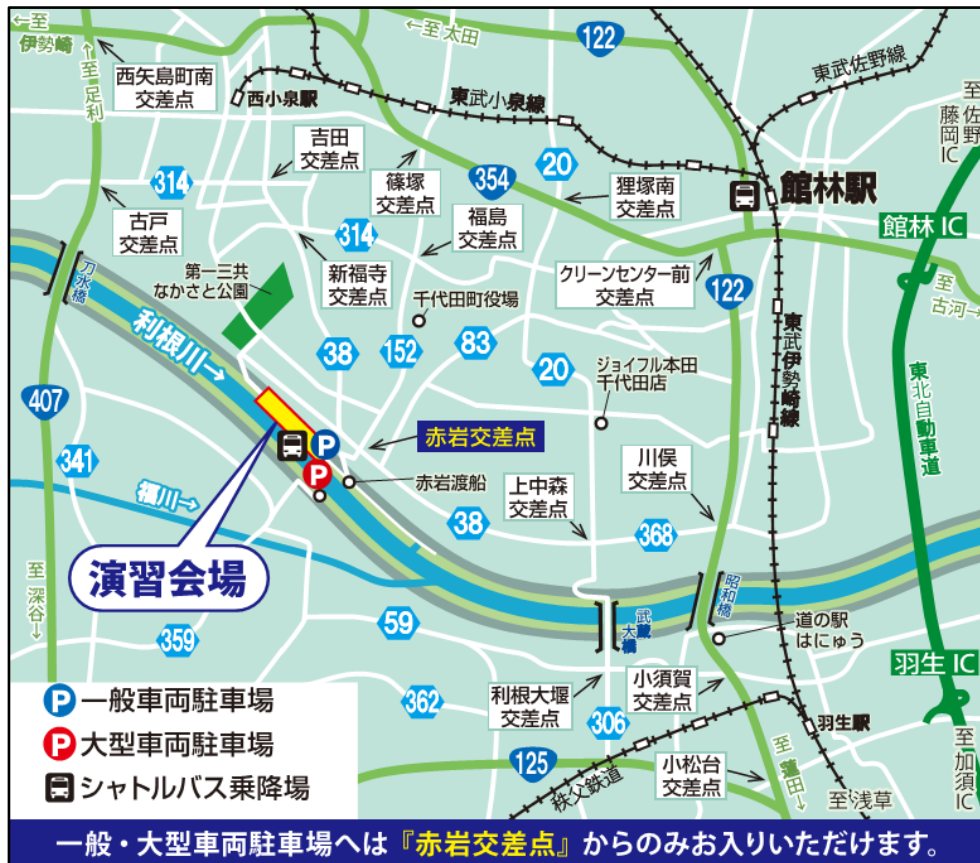 ←至
伊勢崎
西矢島町南
交差点
←至足利
←至太田
122
東武佐野線
至佐野
藤岡IC
西小泉駅
東武小泉線
吉田
交差点
20
314
篠塚
交差点
354
狸塚南
交差点
館林駅
古戸
交差点
314
福島
交差点
館林 IC
刀水橋
第一三共
なかさと公園
新福寺
交差点
クリーンセンター前
交差点
122
至
古河→
千代田町役場
利根川→
38
152
83
20
ジョイフル本田
千代田店
東武伊勢崎線
東北自動車道
407
赤岩交差点
341
P
P
赤岩渡船
上中森
交差点
川俣
交差点
福川→
38
368
演習会場
至深谷→
昭和橋
359
59
武蔵大橋
道の駅
はにゅう
羽生 IC
P 一般車両駐車場
362
利根大堰
交差点
小須賀
交差点
306
羽生駅
P 大型車両駐車場
125
至加須IC
シャトルバス乗降場
秩父鉄道
小松台
交差点
至蓮田→
至浅草
一般・大型車両駐車場へは『赤岩交差点』からのみお入りいただけます。